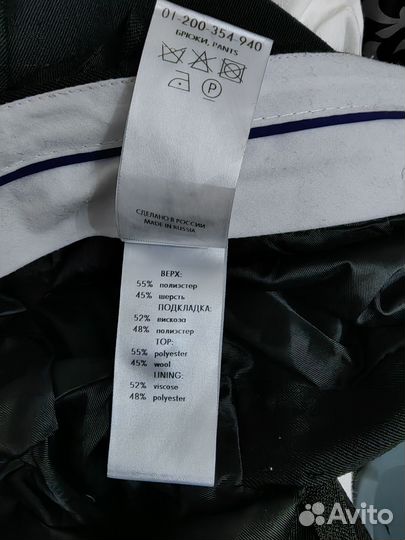 01-200-354-940
БРЮКИ, PANTS
P
СДЕЛАНО В РОССИИ
MADE IN RUSSIA
ВЕРХ:
55% полиэстер
45% шерсть
ПОДКЛАДКА:
52% вискоза
48% полиэстер
TOP:
55% polyester
45% wool
LINING:
52% viscose
48% polyester
Avito